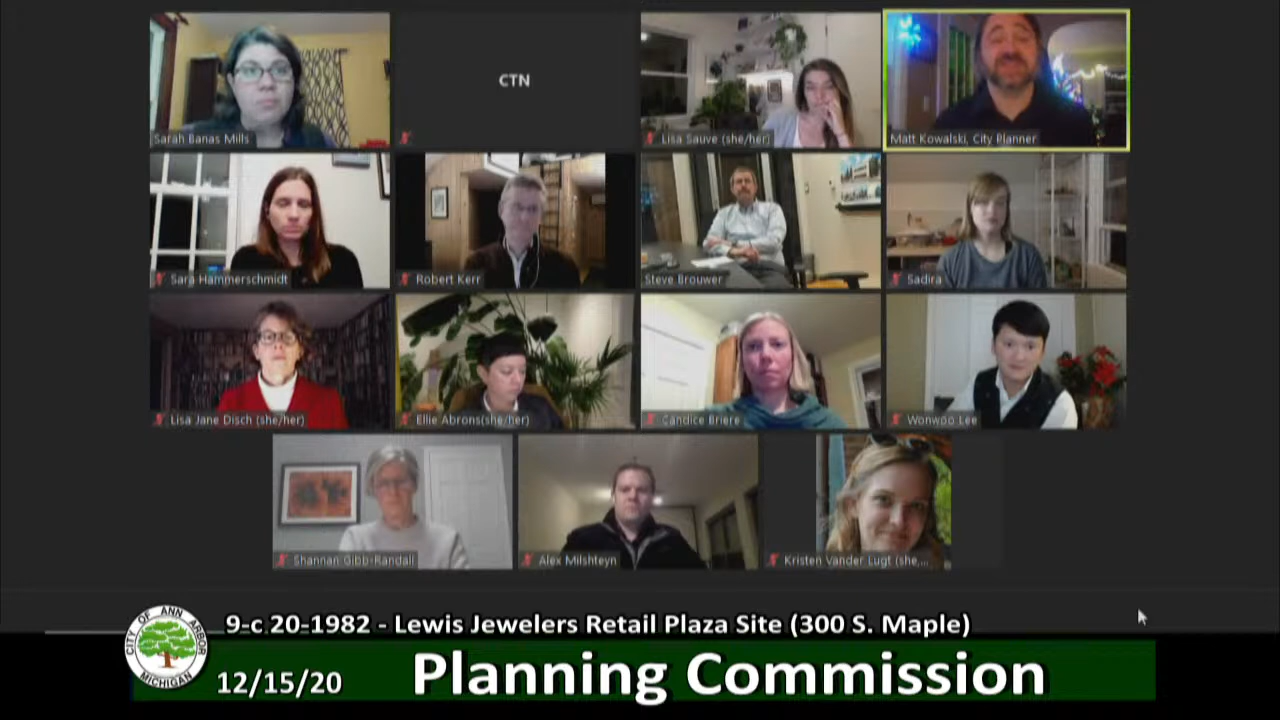 CTN
Sarah Banas Mills
Lisa Sauve (she/her)
Matt Kowalski, City Planner
Sara Hammerschmidt
Robert Kerr
Steve Brouwer
Sadira
Lisa Jane Disch (she/her)
Ellie Abrons(she/her)
Candice Briere
Wonwoo Lee
Shannan Gibb-Randall
Alex Milshteyn
Kristen Vander Lugt (she,...
9-c 20-1982 - Lewis Jewelers Retail Plaza Site (300 S. Maple)
CITY OF ANN ARBOR
MICHIGAN
12/15/20
Planning Commission